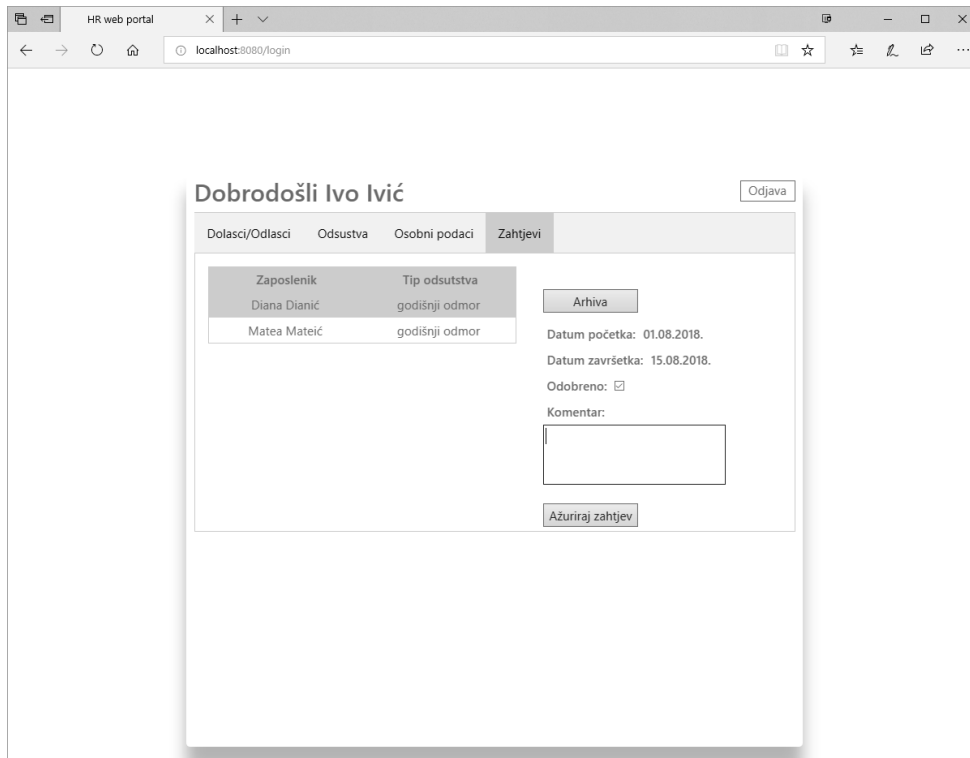 HR web portal
localhost:8080/login
Dobrodošli Ivo Ivić
Odjava
Dolasci/Odlasci Odsustva Osobni podaci Zahtjevi
Zaposlenik Tip odsutstva
Diana Dianić godišnji odmor
Matea Mateić godišnji odmor
Arhiva
Datum početka: 01.08.2018.
Datum završetka: 15.08.2018.
Odobreno:
Komentar:
Ažuriraj zahtjev